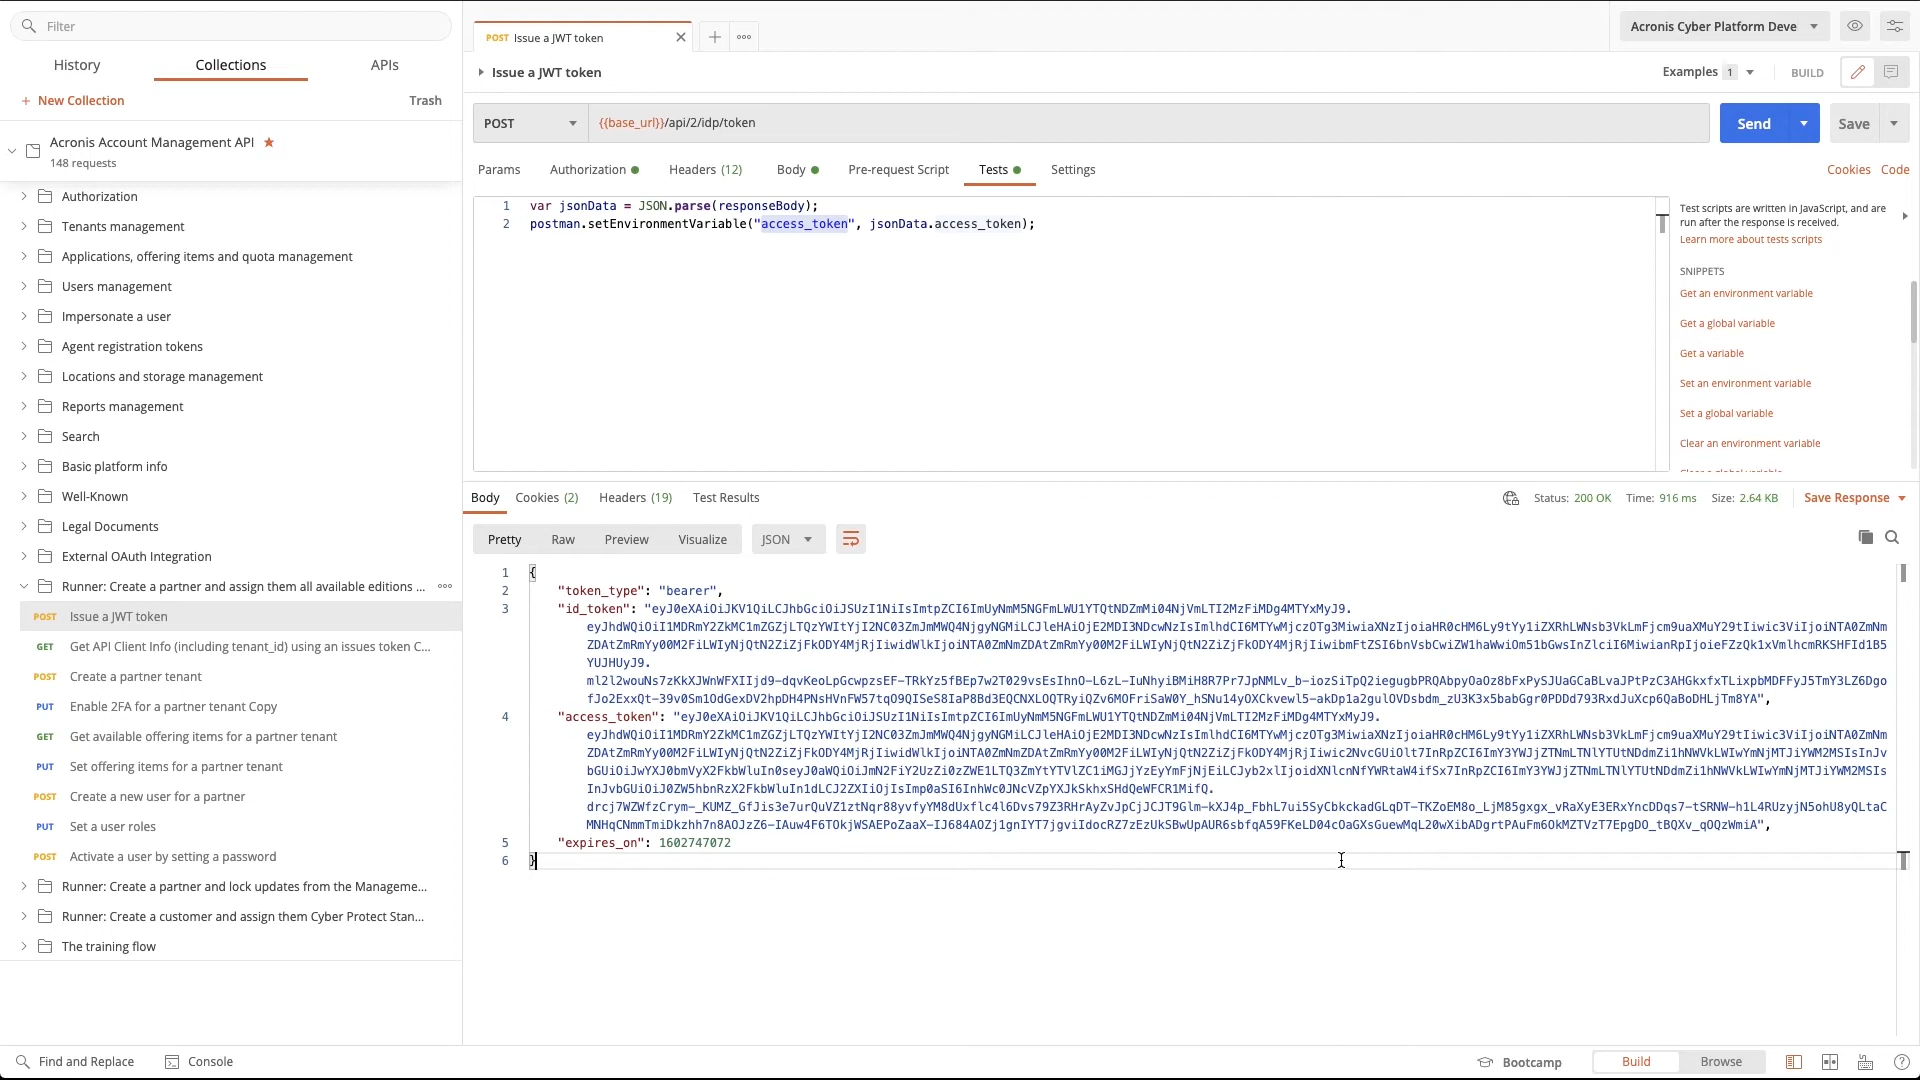 Filter
History
Collections
APIs
+ New Collection
Trash
Acronis Account Management API
148 requests
Authorization
Tenants management
Applications, offering items and quota management
Users management
Impersonate a user
Agent registration tokens
Locations and storage management
Reports management
Search
Basic platform info
Well-Known
Legal Documents
External OAuth Integration
Runner: Create a partner and assign them all available editions ...
POST Issue a JWT token
GET Get API Client Info (including tenant_id) using an issues token C...
POST Create a partner tenant
PUT Enable 2FA for a partner tenant Copy
GET Get available offering items for a partner tenant
PUT Set offering items for a partner tenant
POST Create a new user for a partner
PUT Set a user roles
POST Activate a user by setting a password
Runner: Create a partner and lock updates from the Manageme...
Runner: Create a customer and assign them Cyber Protect Stan...
The training flow
Find and Replace
Console
POST Issue a JWT token
Acronis Cyber Platform Deve
Issue a JWT token
Examples 1
BUILD
POST
{{base_url}}/api/2/idp/token
Send
Save
Params
Authorization
Headers (12)
Body
Pre-request Script
Tests
Settings
Cookies
Code
1 var jsonData = JSON.parse(responseBody);
2 postman.setEnvironmentVariable("access_token", jsonData.access_token);
Test scripts are written in JavaScript, and are
run after the response is received.
Learn more about tests scripts
SNIPPETS
Get an environment variable
Get a global variable
Get a variable
Set an environment variable
Set a global variable
Clear an environment variable
Body
Cookies (2)
Headers (19)
Test Results
Status: 200 OK
Time: 916 ms
Size: 2.64 KB
Save Response
Pretty
Raw
Preview
Visualize
JSON
1 {
2 "token_type": "bearer",
3 "id_token":
4 "access_token":
5 "expires_on": 1602747072
6 }
Bootcamp
Build
Browse